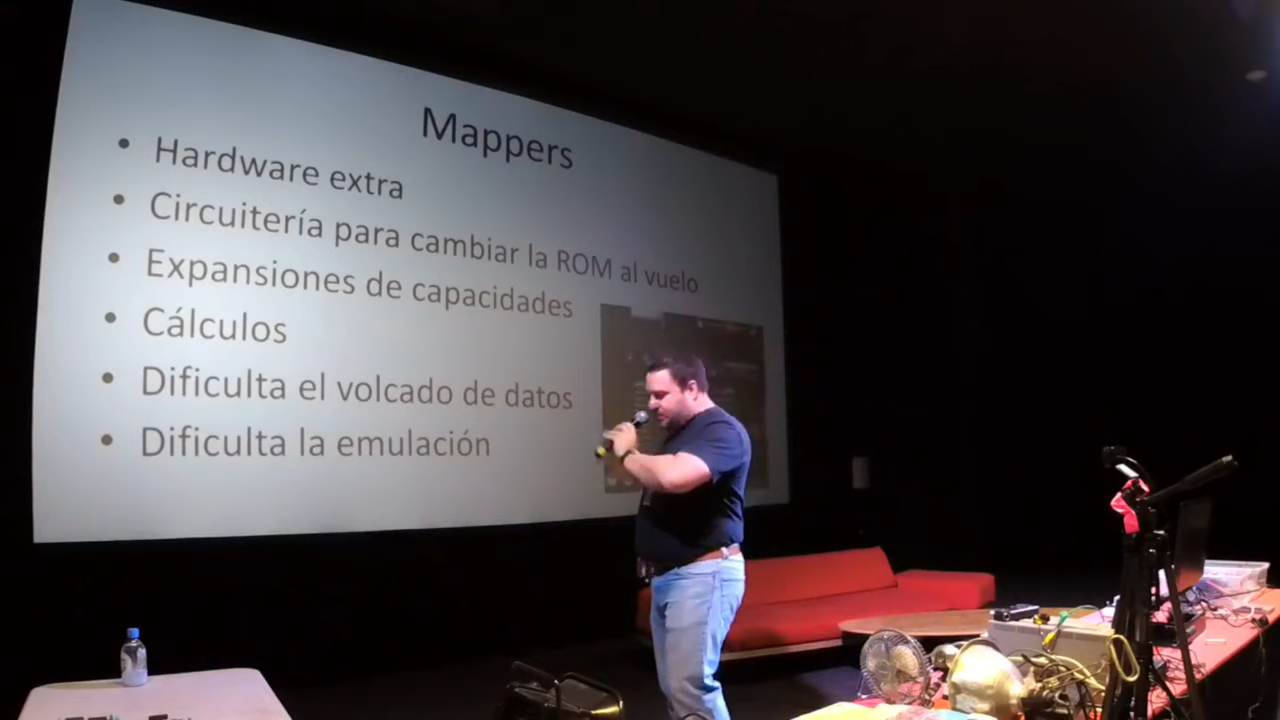 Mappers
• Hardware extra
• Circuitería para cambiar la ROM al vuelo
• Expansiones de capacidades
• Cálculos
• Dificulta el volcado de datos
• Dificulta la emulación